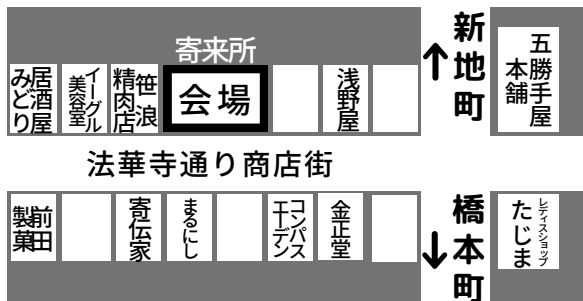 寄来所
会場
居酒屋
みどり
イーグル
美容室
笹浪
精肉店
浅野屋
↑新地町
五勝手屋
本舗
法華寺通り商店街
前田
製菓
寄伝家
まるにし
コンパス
エーデン
金正堂
↓橋本町
レディスショップ
たじま